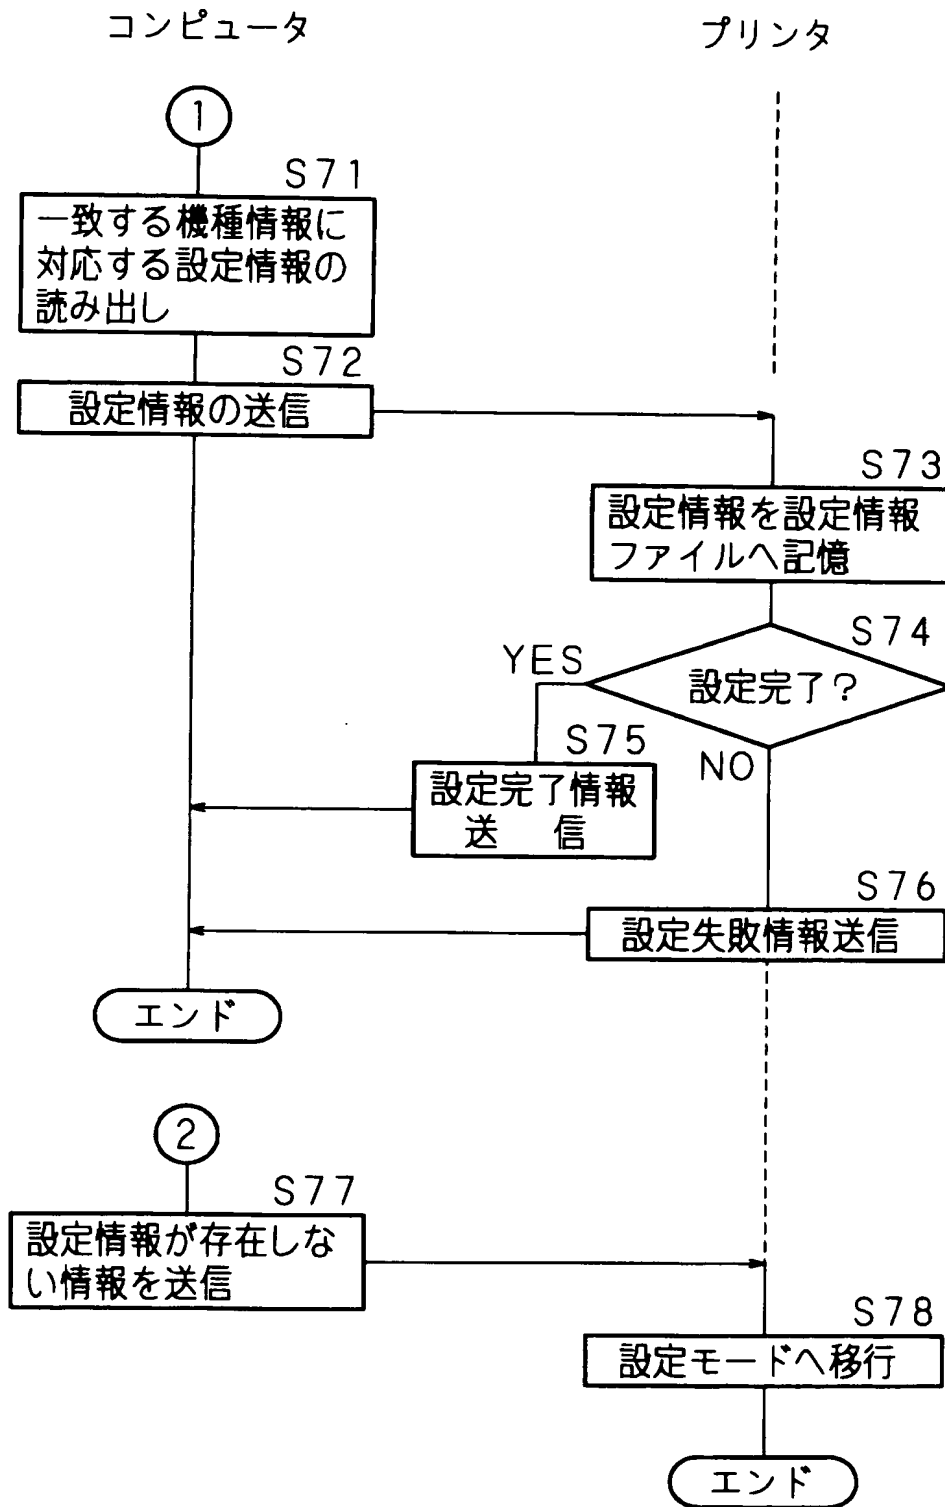 コンピュータ
プリンタ
1
S71
一致する機種情報に
対応する設定情報の
読み出し
S72
設定情報の送信
S73
設定情報を設定情報
ファイルへ記憶
S74
YES
設定完了?
S75
NO
設定完了情報
送 信
S76
設定失敗情報送信
エンド
2
S77
設定情報が存在しな
い情報を送信
S78
設定モードへ移行
エンド